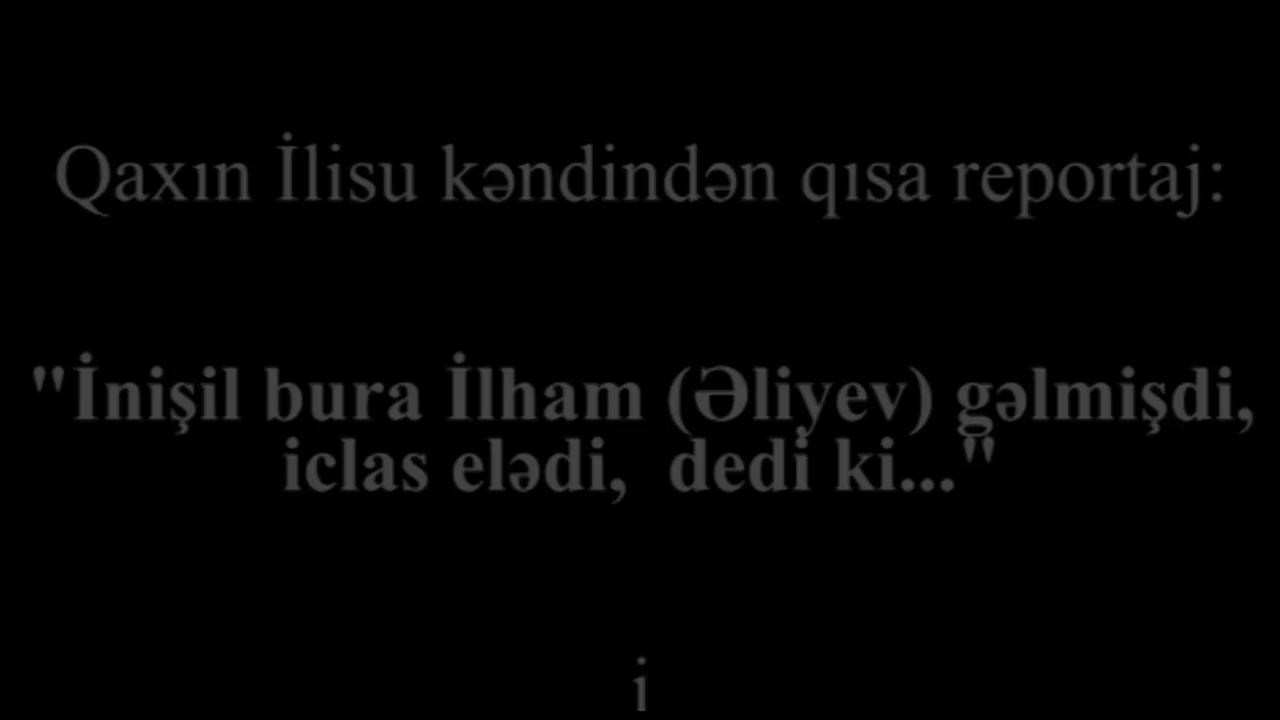 Qaxın İlisu kəndindən qısa reportaj:
"İnişil bura İlham (Əliyev) gəlmişdi,
iclas elədi,  dedi ki..."
i